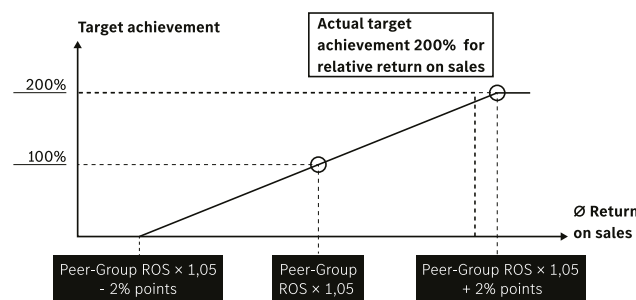 Target achievement
Actual target
achievement 200% for
relative return on sales
200%
100%
Ø Return
on sales
Peer-Group ROS × 1,05
- 2% points
Peer-Group
ROS × 1,05
Peer-Group ROS × 1,05
+ 2% points